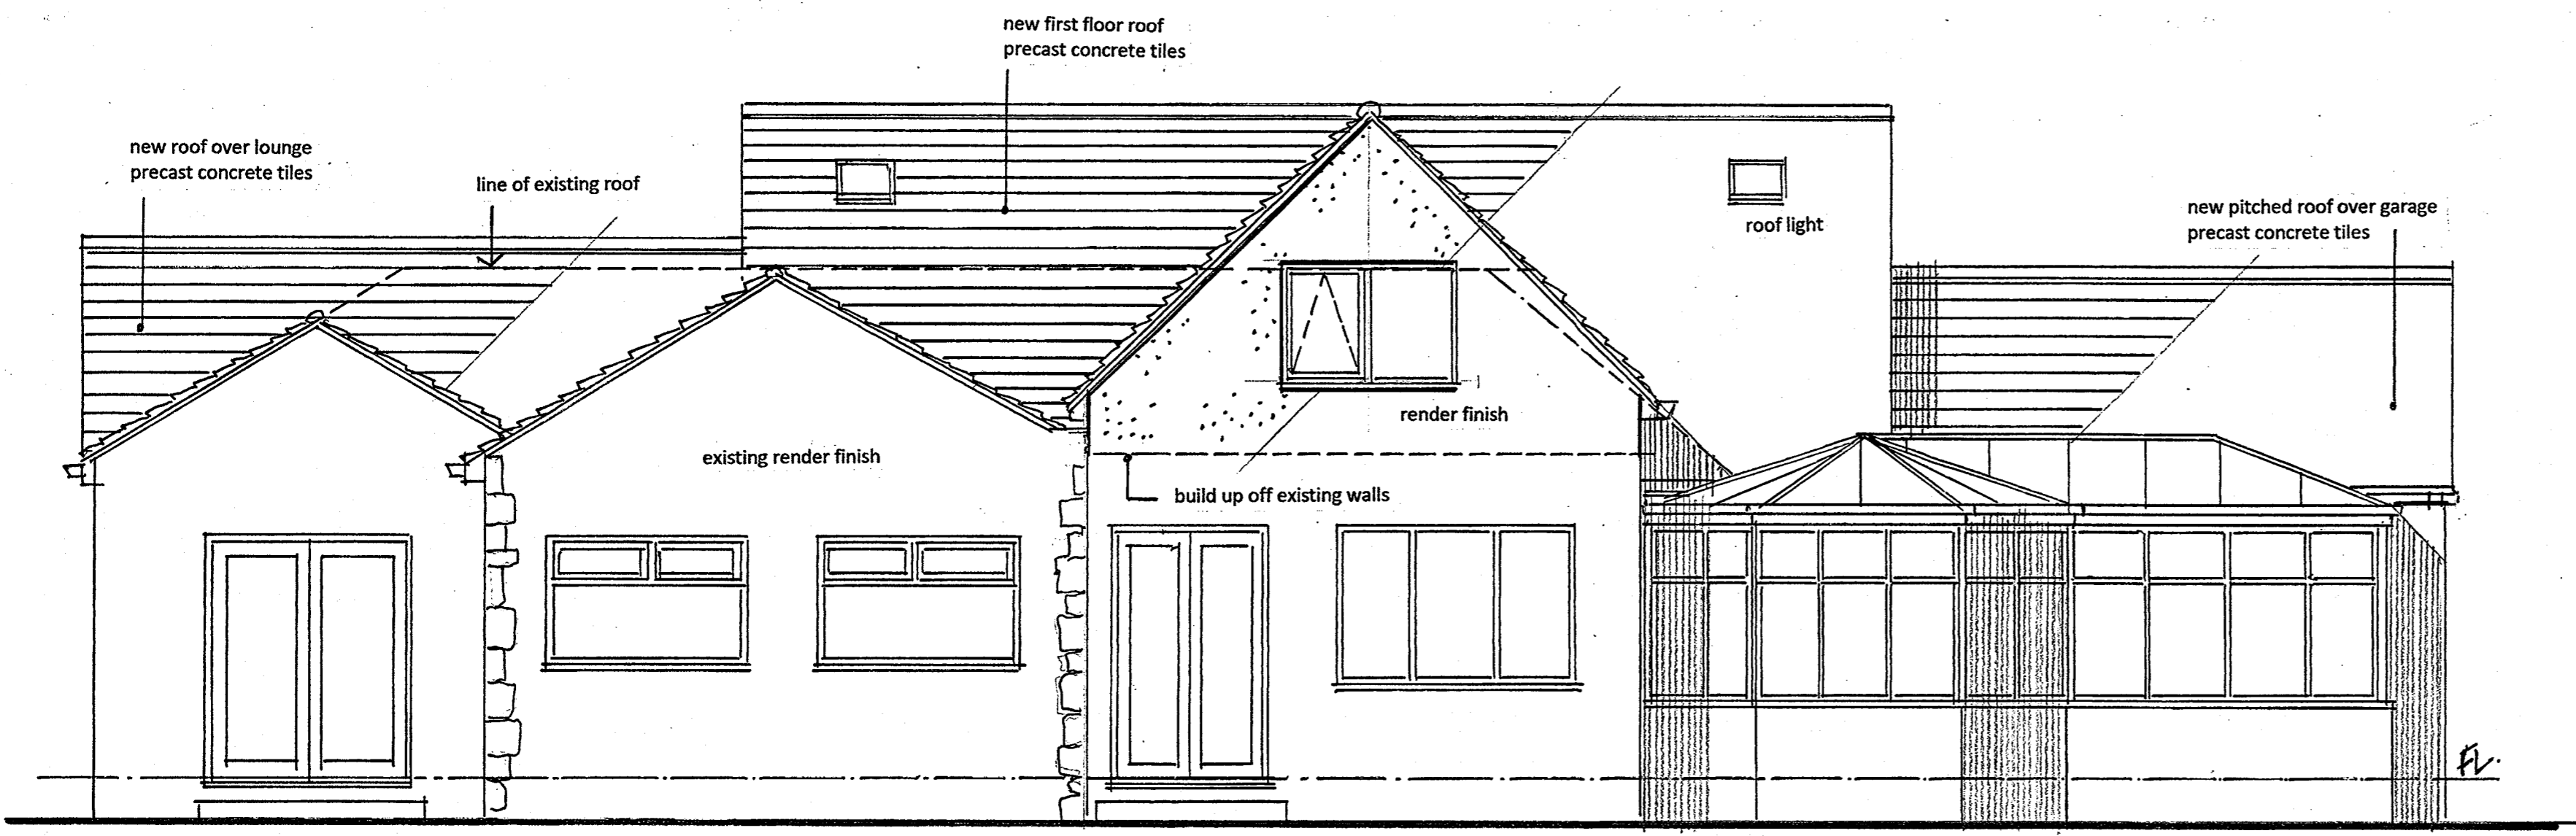 new first floor roof
precast concrete tiles
new roof over lounge
precast concrete tiles
line of existing roof
roof light
new pitched roof over garage
precast concrete tiles
render finish
existing render finish
build up off existing walls
FL.